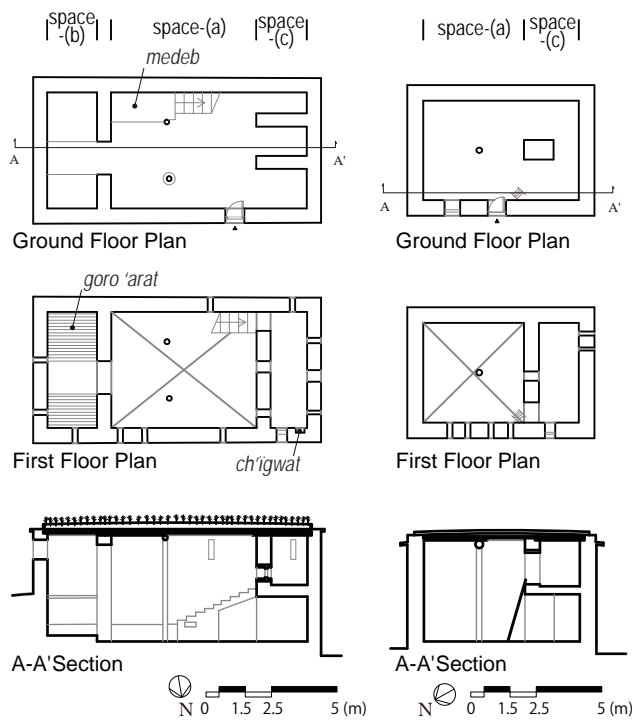 space
-(b)
space-(a)
space
-(c)
space-(a)
space
-(c)
medeb
A
A'
A
A'
Ground Floor Plan
Ground Floor Plan
goro 'arat
First Floor Plan
ch'ïgwat
First Floor Plan
A-A'Section
A-A'Section
N
0 1.5 2.5 5 (m)
N
0 1.5 2.5 5 (m)